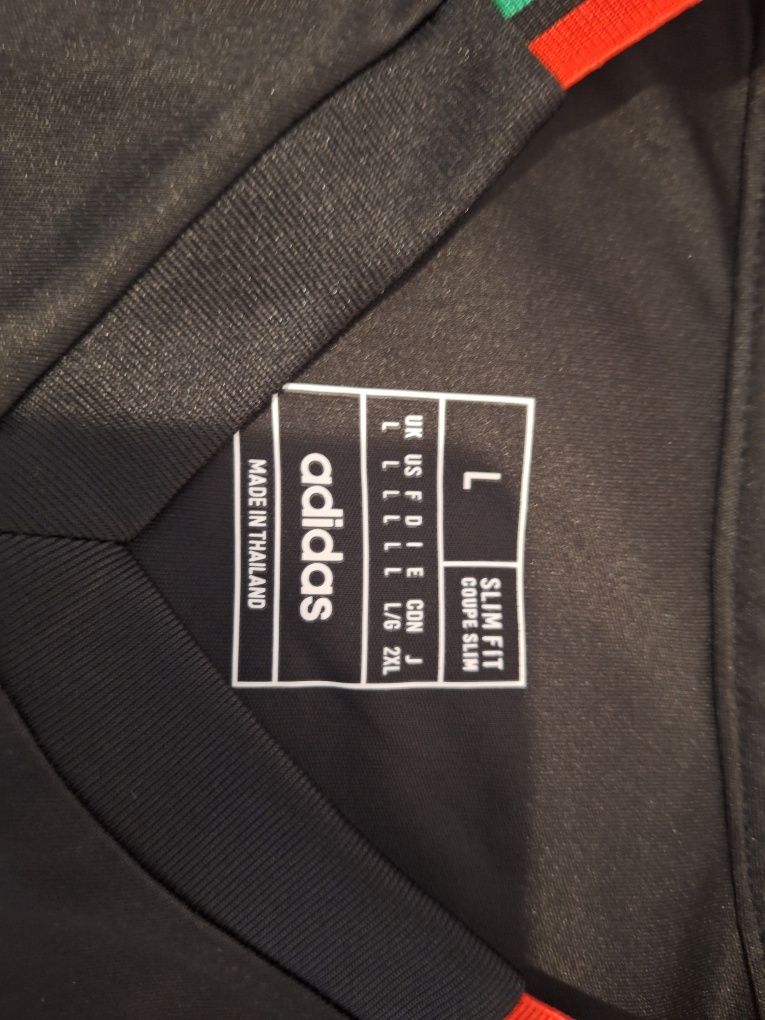 L
SLIM FIT
COUPE SLIM
UK US F D I E CDN J
L L L L L L L/G 2XL
adidas
MADE IN THAILAND